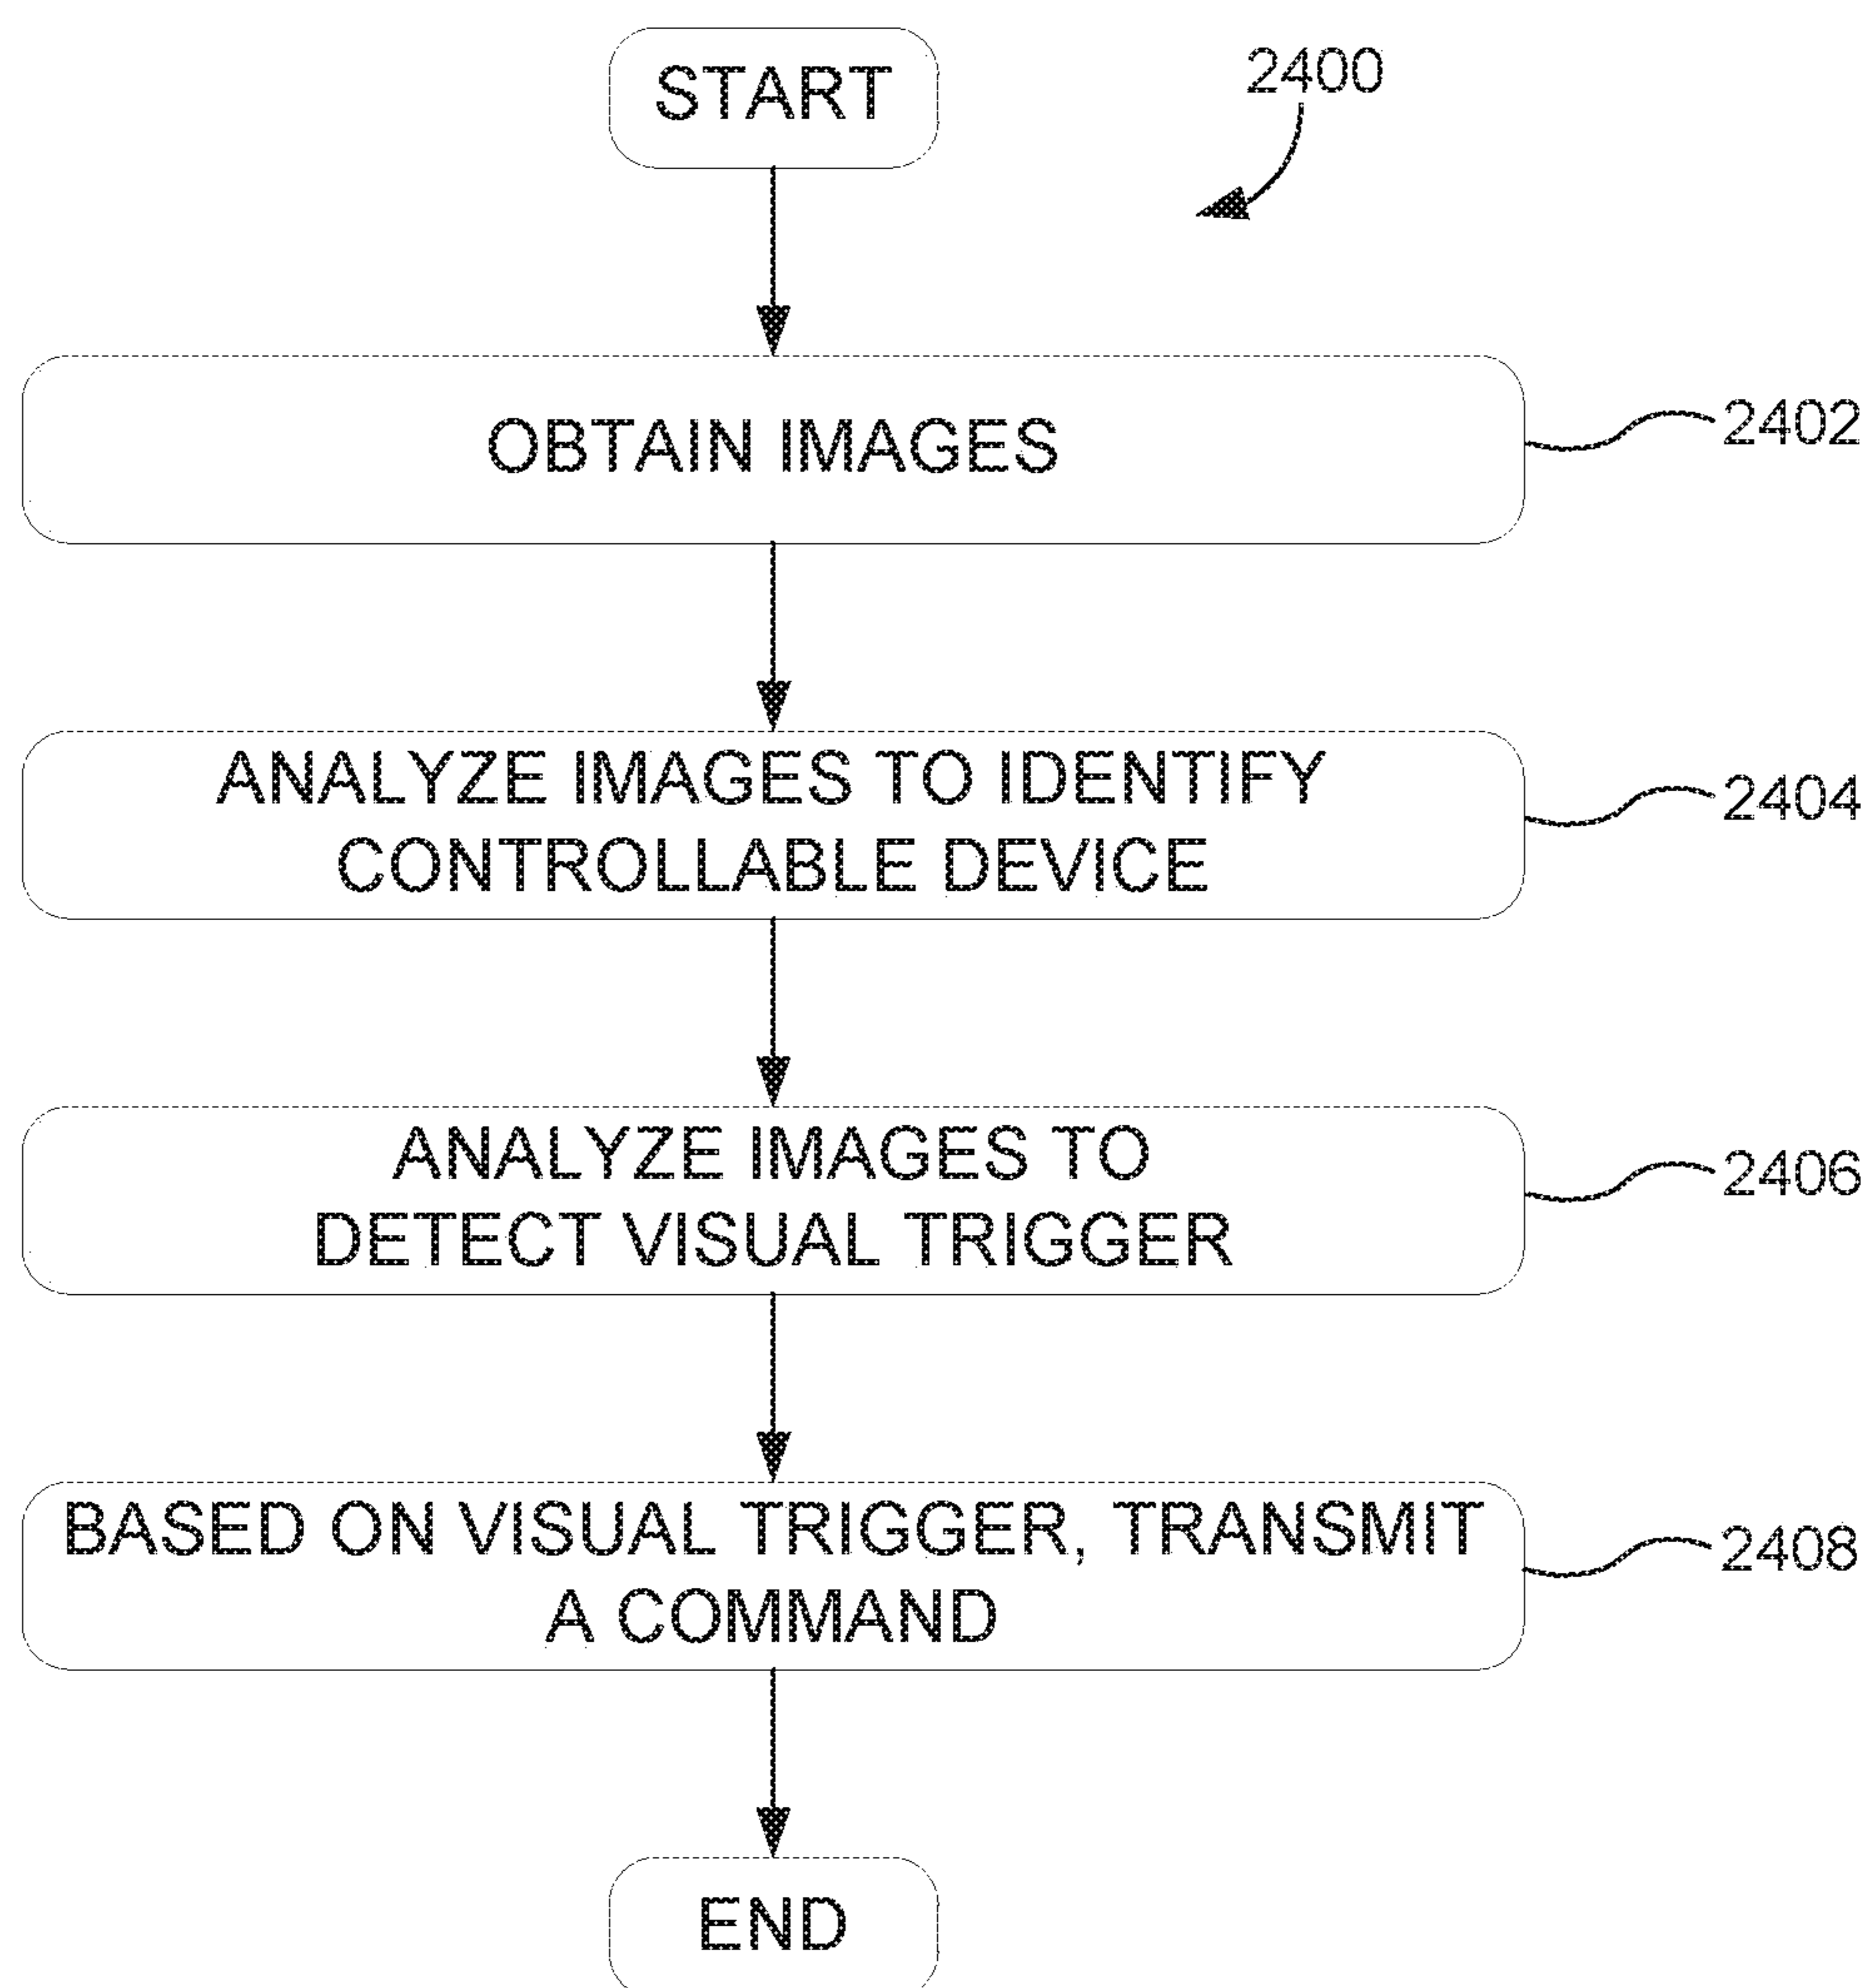 START
2400
OBTAIN IMAGES
2402
ANALYZE IMAGES TO IDENTIFY
CONTROLLABLE DEVICE
2404
ANALYZE IMAGES TO
DETECT VISUAL TRIGGER
2406
BASED ON VISUAL TRIGGER, TRANSMIT
A COMMAND
2408
END